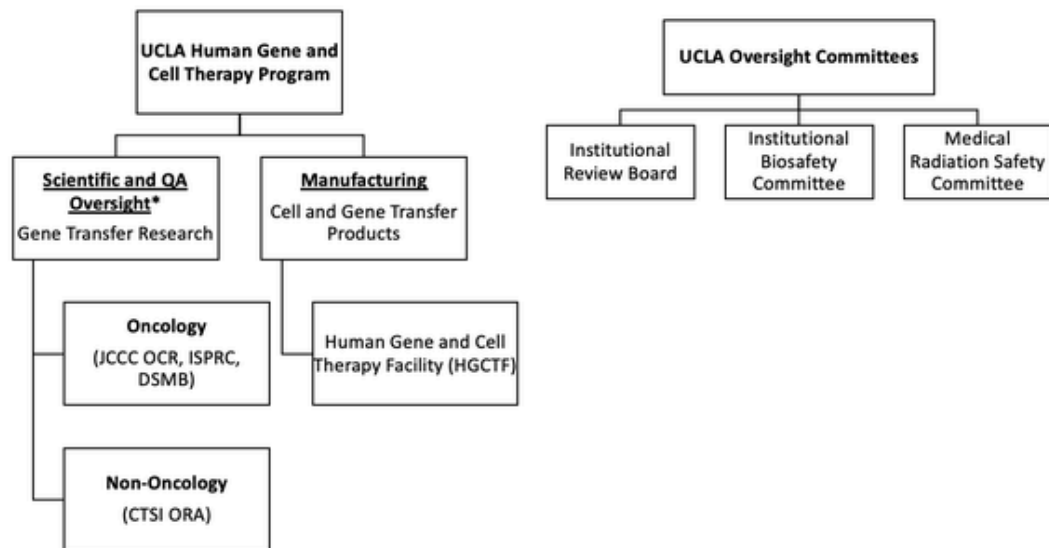 UCLA Human Gene and
Cell Therapy Program
Scientific and QA
Oversight*
Gene Transfer Research
Manufacturing
Cell and Gene Transfer
Products
Oncology
(JCCC OCR, ISPRC,
DSMB)
Human Gene and Cell
Therapy Facility (HGCTF)
Non-Oncology
(CTSI ORA)
UCLA Oversight Committees
Institutional
Review Board
Institutional
Biosafety
Committee
Medical
Radiation Safety
Committee